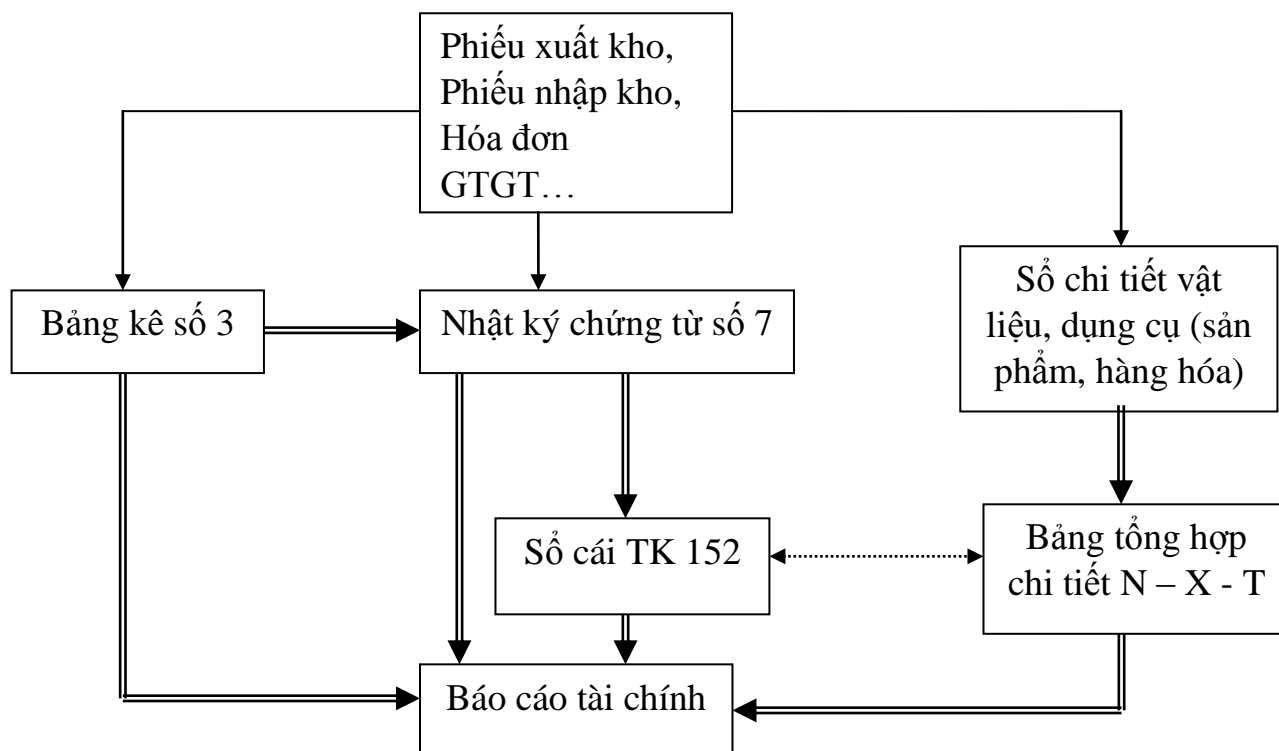 Phiếu xuất kho,
Phiếu nhập kho,
Hóa đơn
GTGT…
Bảng kê số 3
Nhật ký chứng từ số 7
Sổ chi tiết vật
liệu, dụng cụ (sản
phẩm, hàng hóa)
Sổ cái TK 152
Bảng tổng hợp
chi tiết N – X - T
Báo cáo tài chính